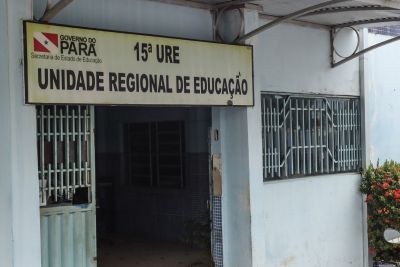 GOVERNO DO
PARÁ
Secretaria de Estado de Educação
15ª URE
UNIDADE REGIONAL DE EDUCAÇÃO